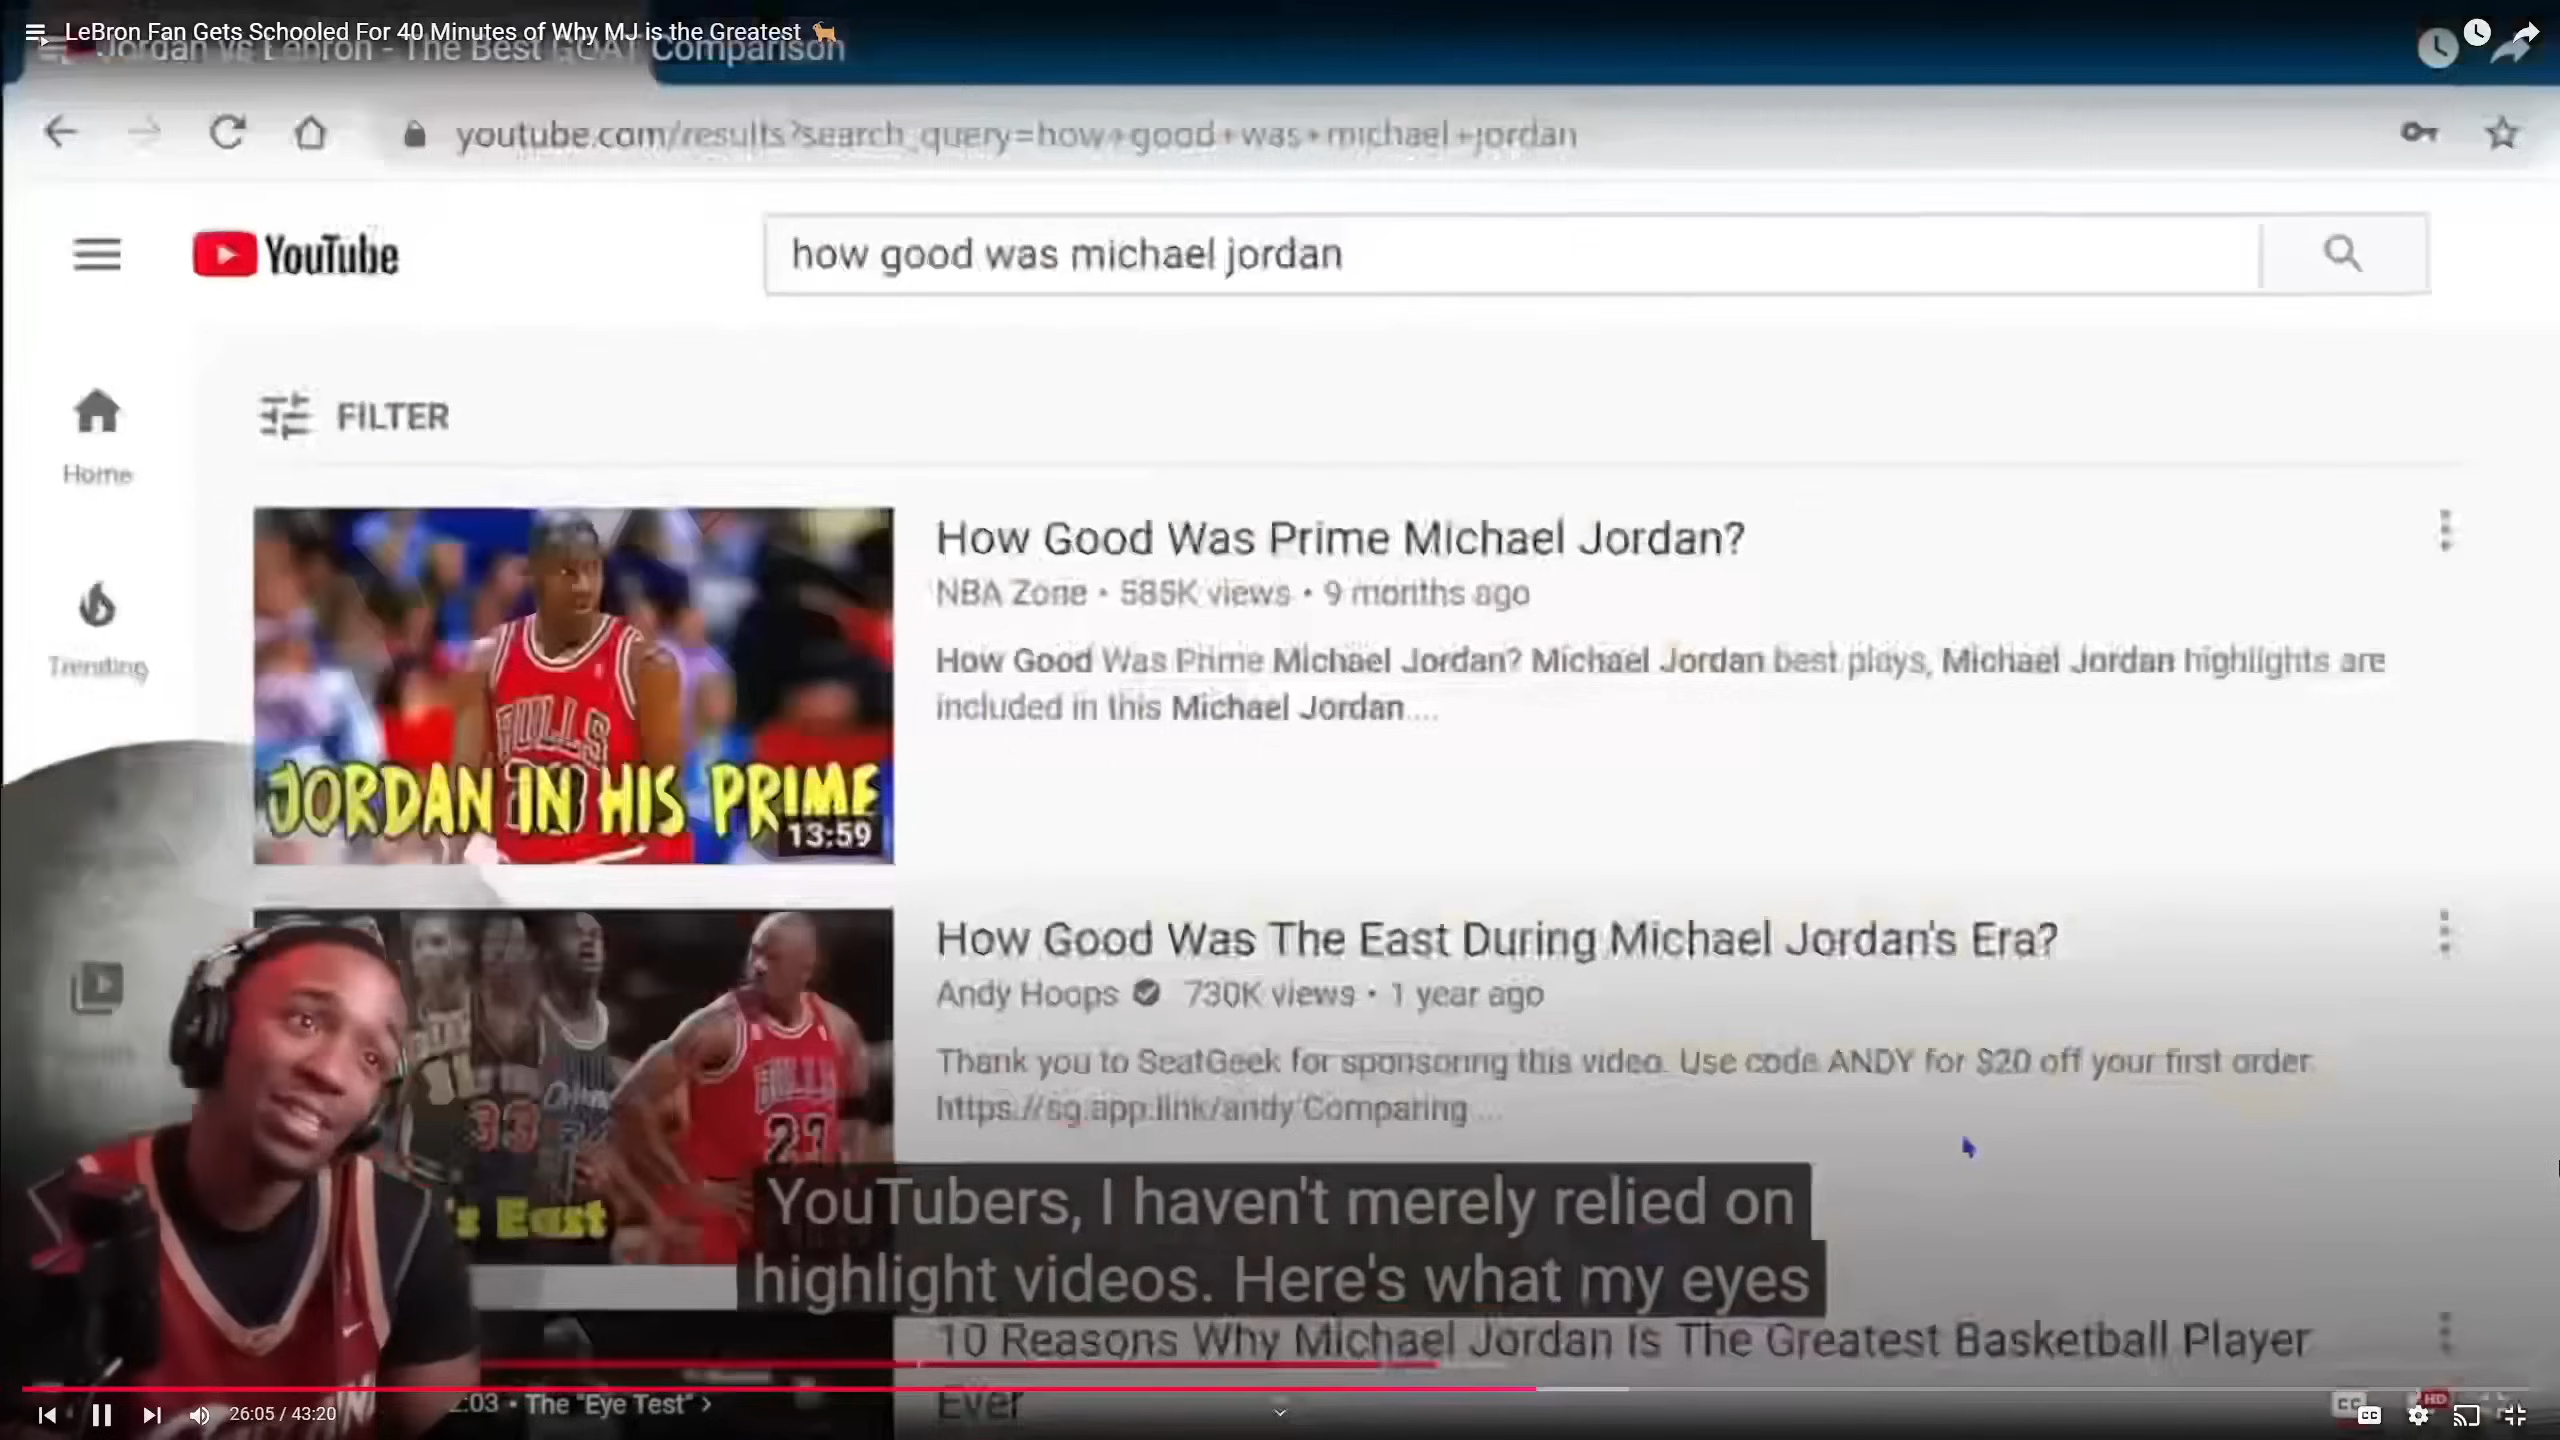 LeBron Fan Gets Schooled For 40 Minutes of Why MJ is the Greatest
Jordan vs Lebron - The Best GOAT Comparison
youtube.com/results?search_query=how+good+was+michael+jordan
YouTube
how good was michael jordan
FILTER
Home
Trending
How Good Was Prime Michael Jordan?
NBA Zone • 585K views • 9 months ago
How Good Was Prime Michael Jordan? Michael Jordan best plays, Michael Jordan highlights are
included in this Michael Jordan....
BULLS
JORDAN IN HIS PRIME
13:59
How Good Was The East During Michael Jordan's Era?
Andy Hoops 730K views • 1 year ago
Thank you to SeatGeek for sponsoring this video. Use code ANDY for $20 off your first order.
https://sg.app.link/andy Comparing ...
33
BULLS
23
's East
YouTubers, I haven't merely relied on
highlight videos. Here's what my eyes
10 Reasons Why Michael Jordan Is The Greatest Basketball Player
Ever
26:05 / 43:20
:03 • The "Eye Test" >
CC
CC
HD